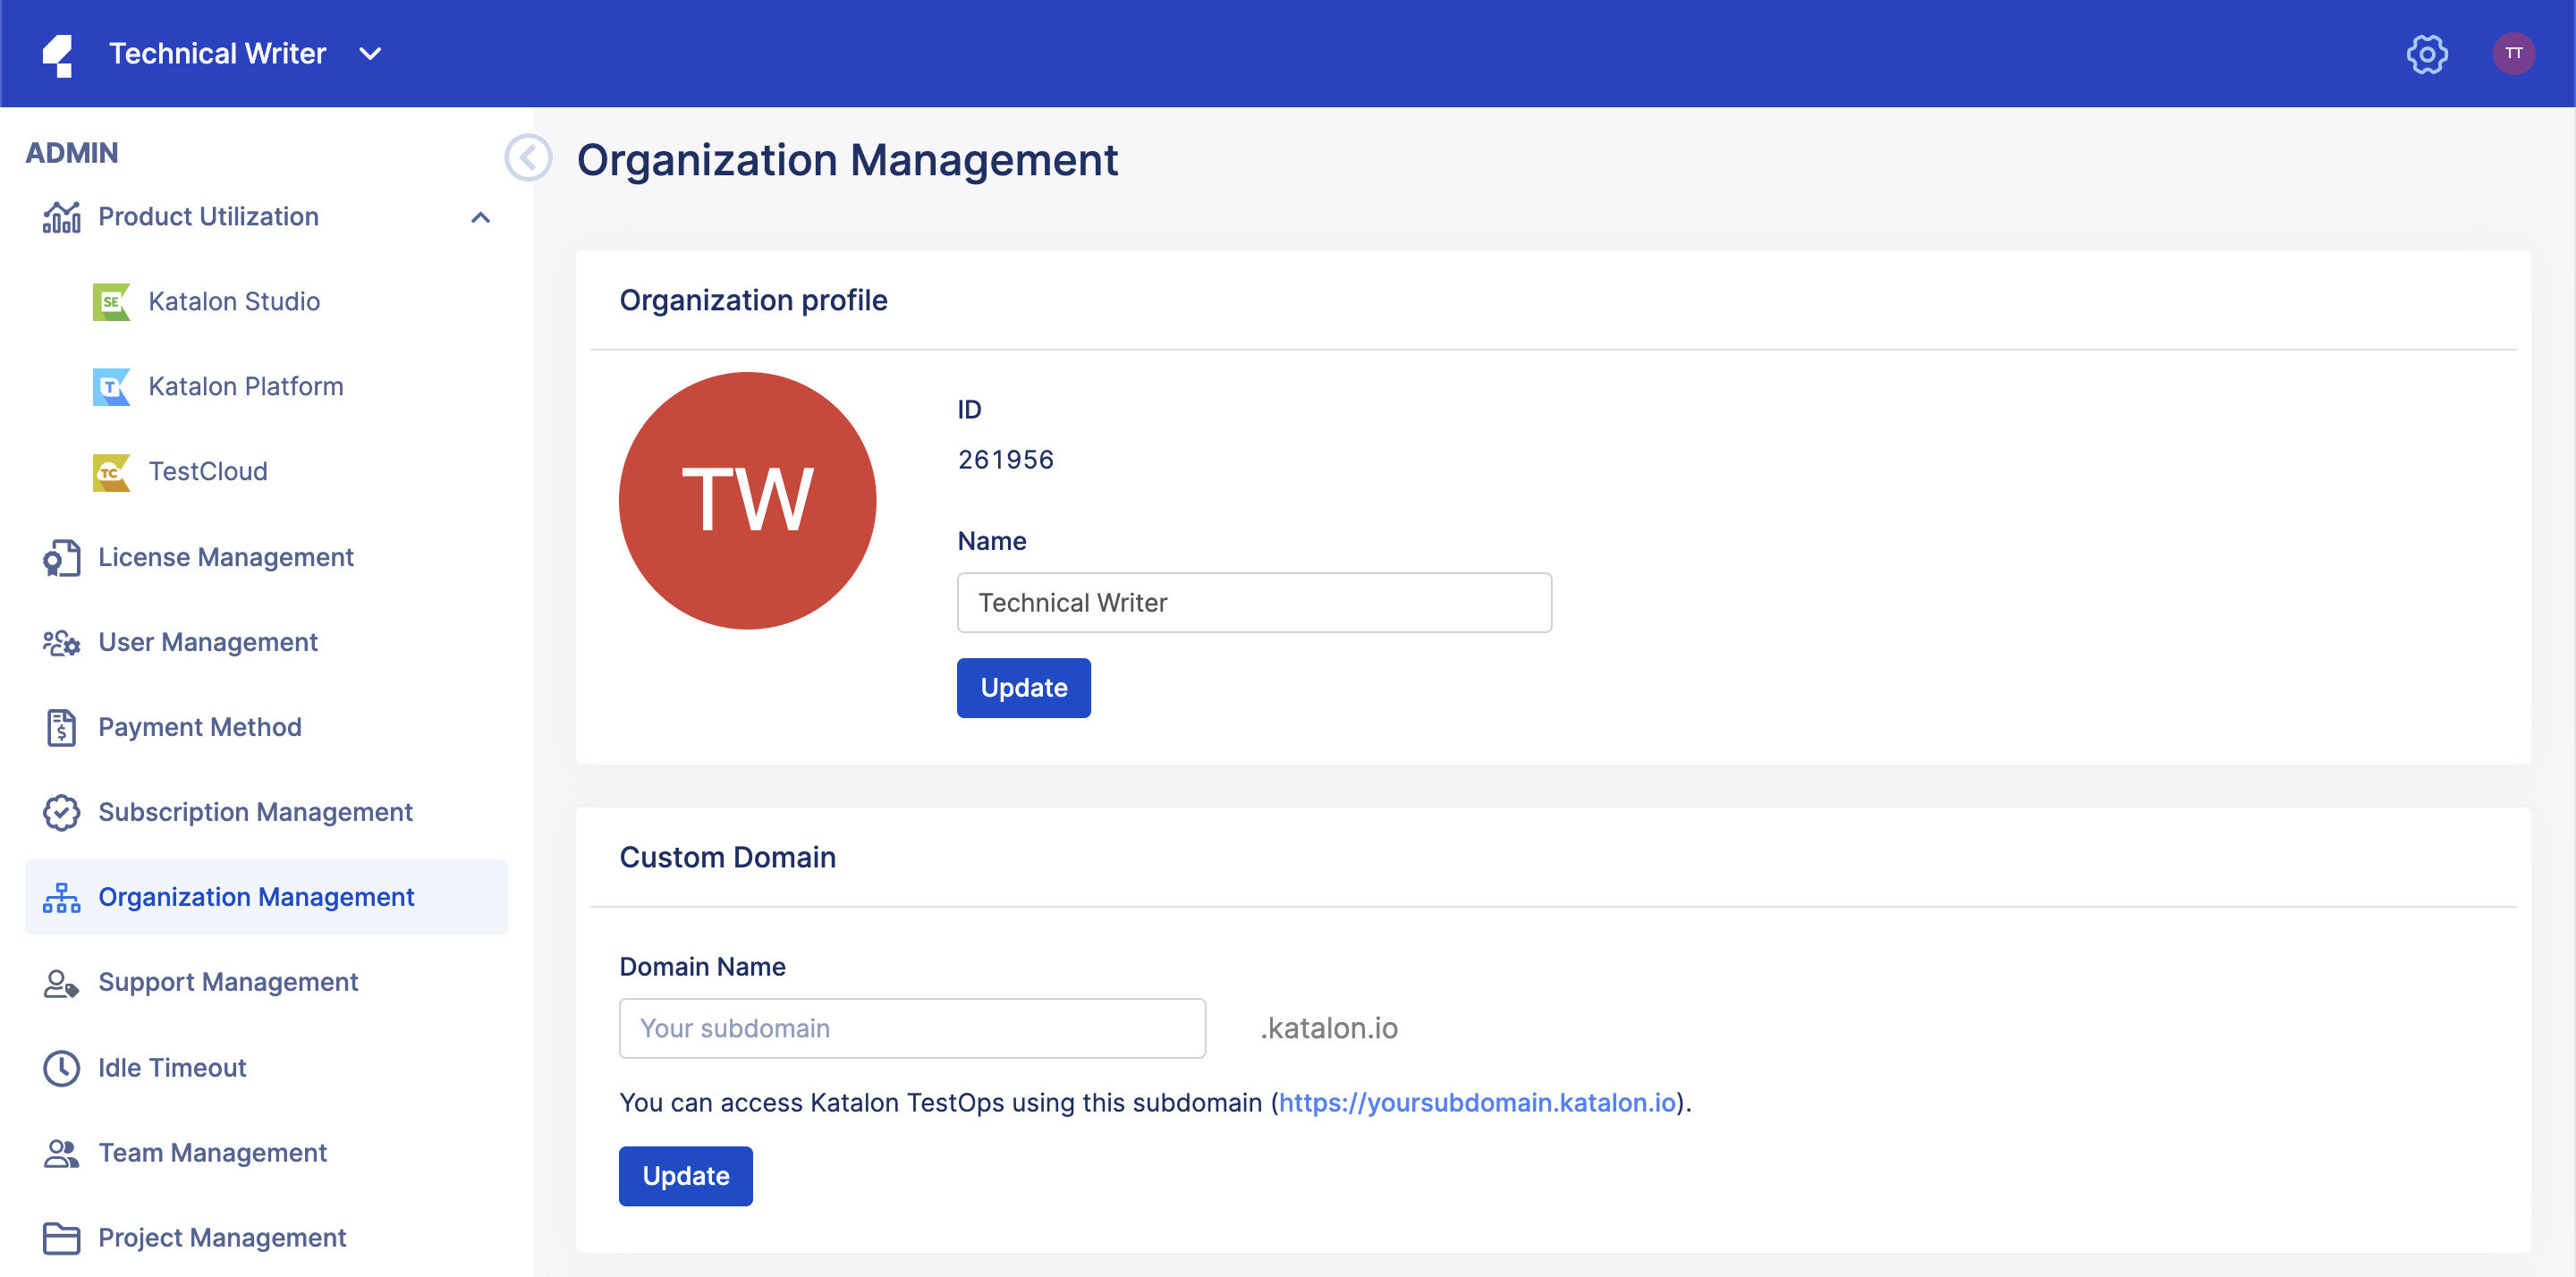 Technical Writer
TT
ADMIN
Product Utilization
SE
Katalon Studio
T
Katalon Platform
TC
TestCloud
License Management
User Management
Payment Method
Subscription Management
Organization Management
Support Management
Idle Timeout
Team Management
Project Management
Organization Management
Organization profile
TW
ID
261956
Name
Technical Writer
Update
Custom Domain
Domain Name
Your subdomain .katalon.io
You can access Katalon TestOps using this subdomain (https://yoursubdomain.katalon.io).
Update